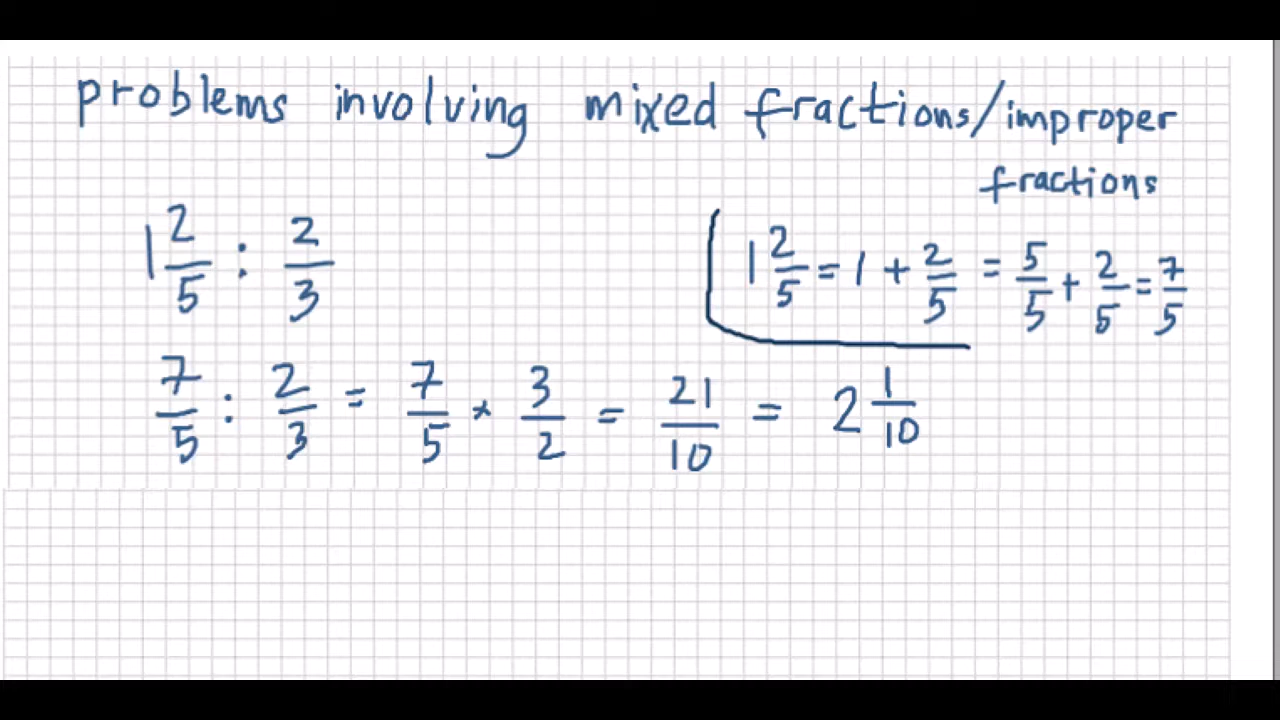 problems involving mixed fractions/improper
fractions
1 2/5 : 2/3
1 2/5 = 1 + 2/5 = 5/5 + 2/5 = 7/5
7/5 : 2/3 = 7/5 * 3/2 = 21/10 = 2 1/10